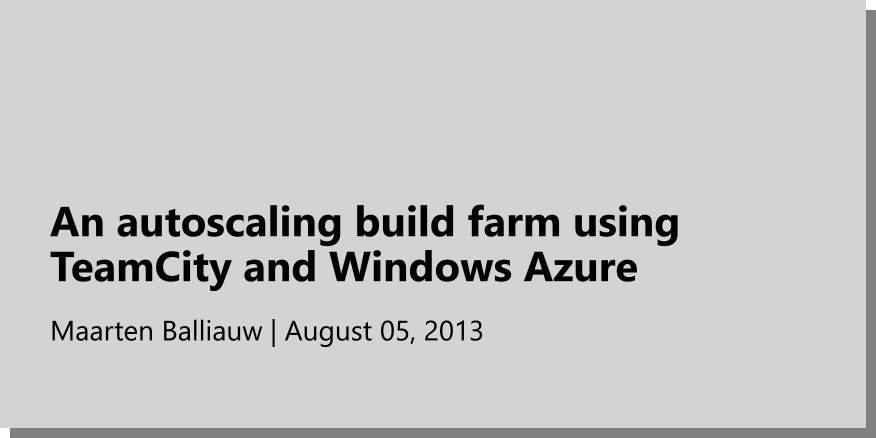 An autoscaling build farm using
TeamCity and Windows Azure
Maarten Balliauw | August 05, 2013